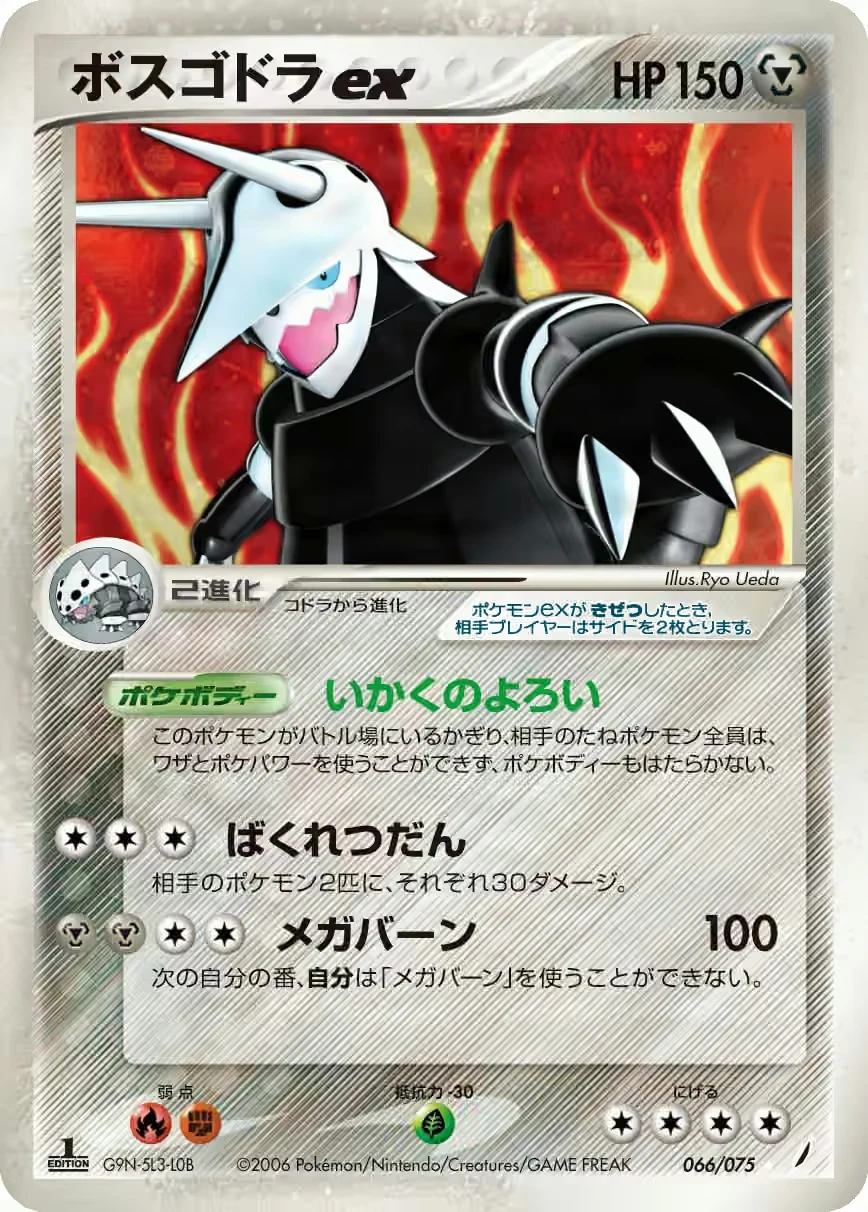 ボスゴドラex HP150
2進化
コドラから進化
Illus.Ryo Ueda
ポケモンexが きぜつしたとき、
相手プレイヤーはサイドを2枚とります。
ポケボディー いかくのよろい
このポケモンがバトル場にいるかぎり、相手のたねポケモン全員は、
ワザとポケパワーを使うことができず、ポケボディーもはたらかない。
ばくれつだん
相手のポケモン2匹に、それぞれ30ダメージ。
メガバーン 100
次の自分の番、自分は「メガバーン」を使うことができない。
弱点 抵抗力 -30 にげる
1 EDITION G9N-5L3-L0B ©2006 Pokémon/Nintendo/Creatures/GAME FREAK 066/075